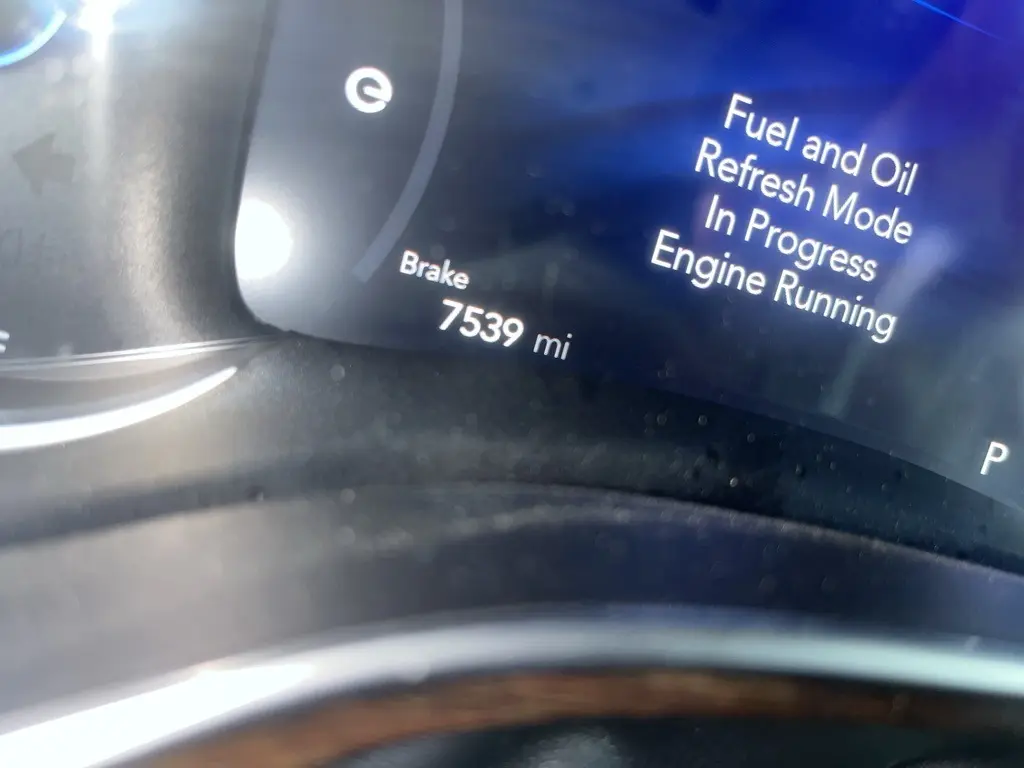 Fuel and Oil
Refresh Mode
In Progress
Engine Running
Brake
7539 mi
P